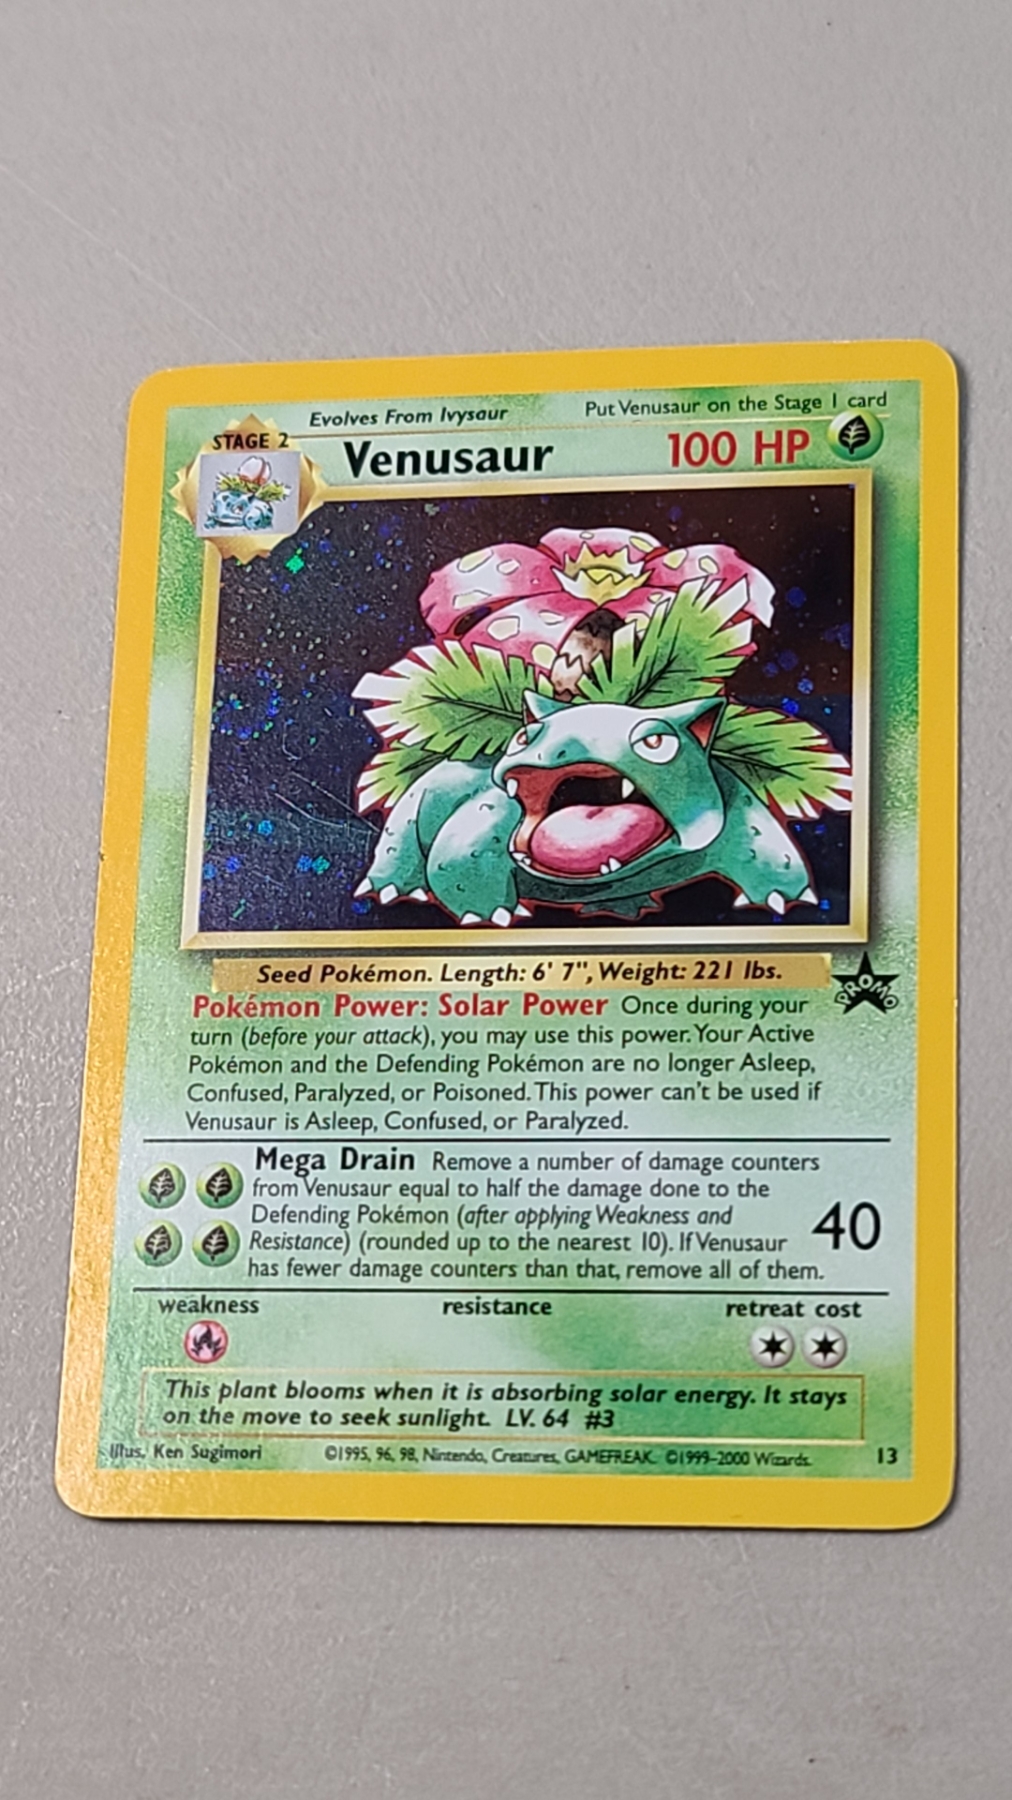 Evolves From Ivysaur
Put Venusaur on the Stage 1 card
STAGE 2
Venusaur
100 HP
Seed Pokémon. Length: 6' 7", Weight: 221 lbs.
PROMO
Pokémon Power: Solar Power Once during your
turn (before your attack), you may use this power. Your Active
Pokémon and the Defending Pokémon are no longer Asleep,
Confused, Paralyzed, or Poisoned. This power can't be used if
Venusaur is Asleep, Confused, or Paralyzed.
Mega Drain Remove a number of damage counters
from Venusaur equal to half the damage done to the
Defending Pokémon (after applying Weakness and
Resistance) (rounded up to the nearest 10). If Venusaur
has fewer damage counters than that, remove all of them.
40
weakness
resistance
retreat cost
This plant blooms when it is absorbing solar energy. It stays
on the move to seek sunlight. LV. 64 #3
Illus. Ken Sugimori
©1995, 96, 98, Nintendo, Creatures, GAMEFREAK. ©1999-2000 Wizards.
13